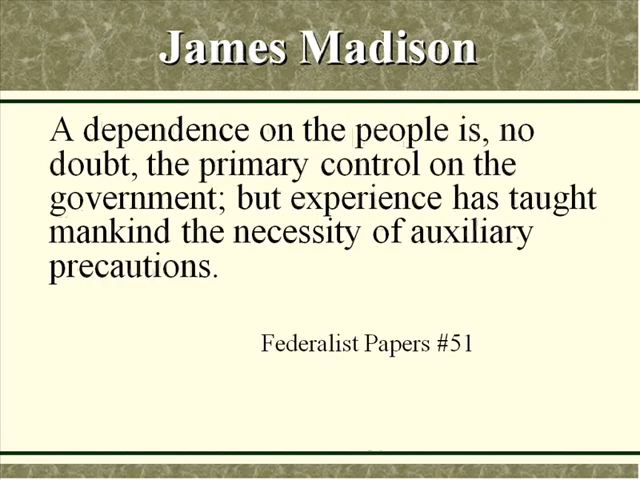 James Madison
A dependence on the people is, no
doubt, the primary control on the
government; but experience has taught
mankind the necessity of auxiliary
precautions.
Federalist Papers #51